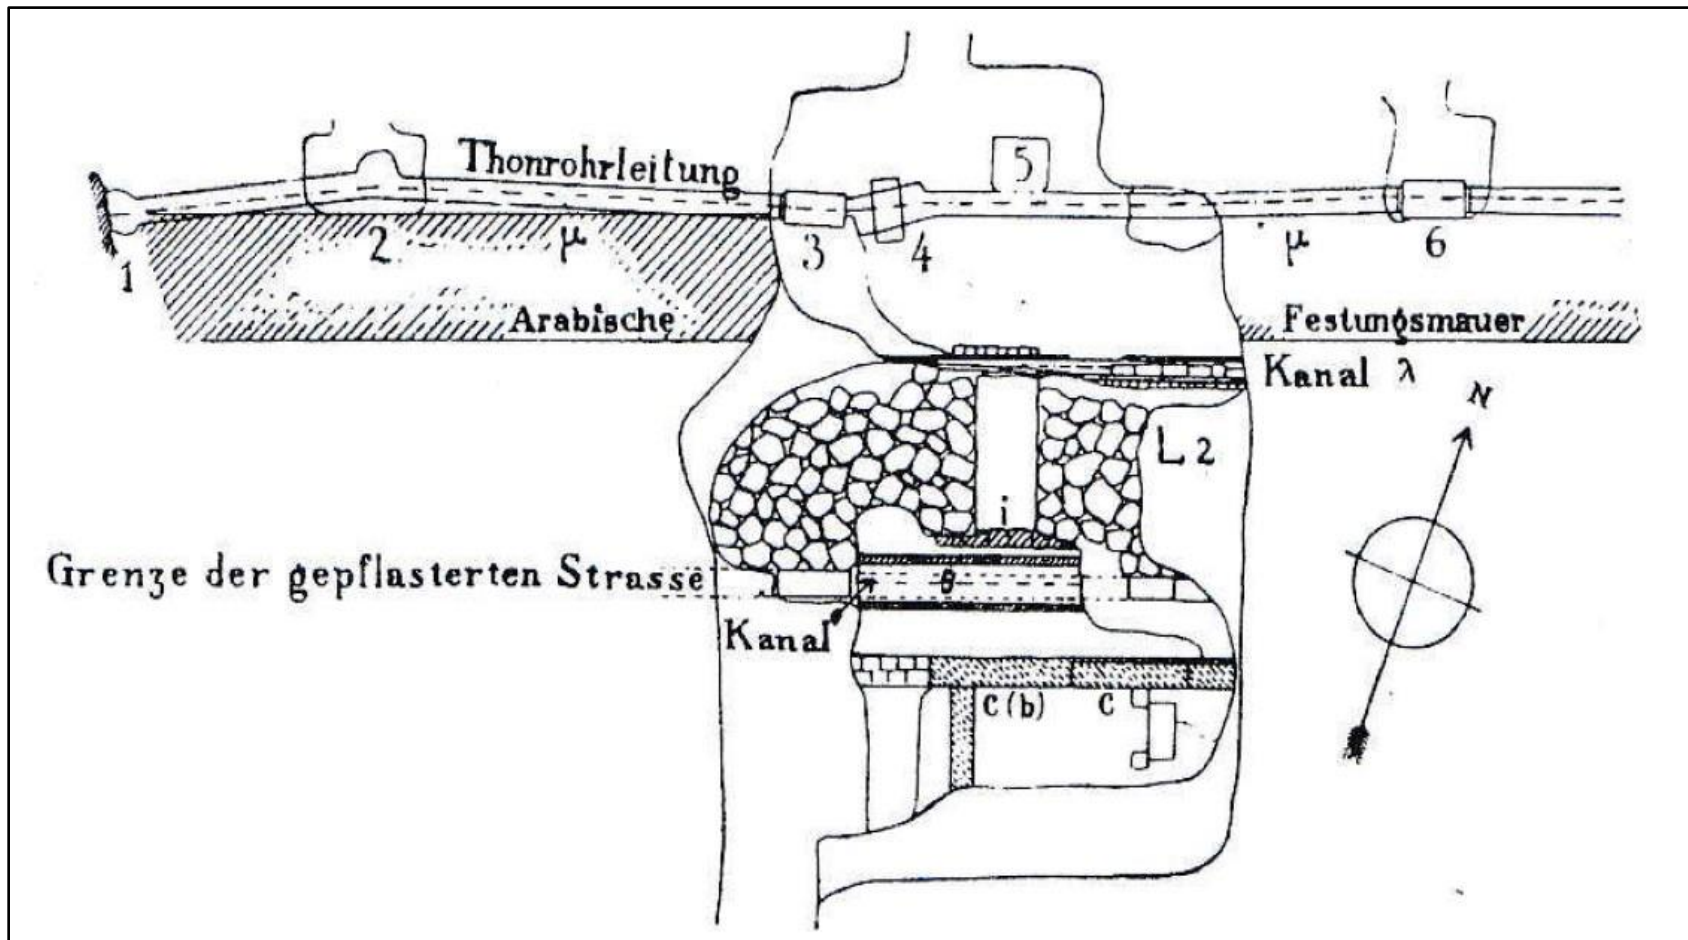 Thonrohrleitung
5
1
2
μ
3
4
μ
6
Arabische
Festungsmauer
Kanal λ
N
L 2
i
Grenze der gepflasterten Strasse
Kanal
C (b)
C